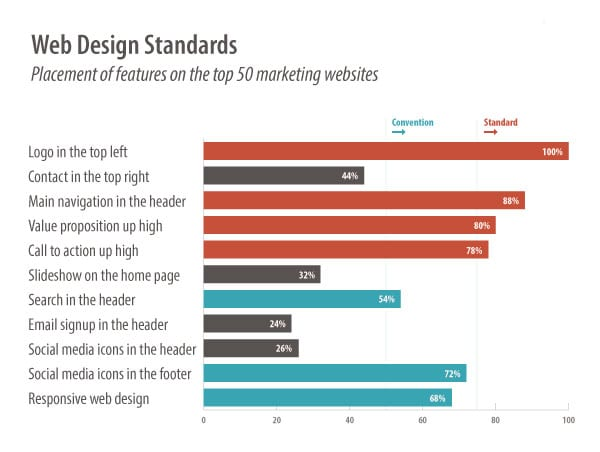 Web Design Standards
Placement of features on the top 50 marketing websites
Convention Standard
Logo in the top left 100%
Contact in the top right 44%
Main navigation in the header 88%
Value proposition up high 80%
Call to action up high 78%
Slideshow on the home page 32%
Search in the header 54%
Email signup in the header 24%
Social media icons in the header 26%
Social media icons in the footer 72%
Responsive web design 68%
0 20 40 60 80 100